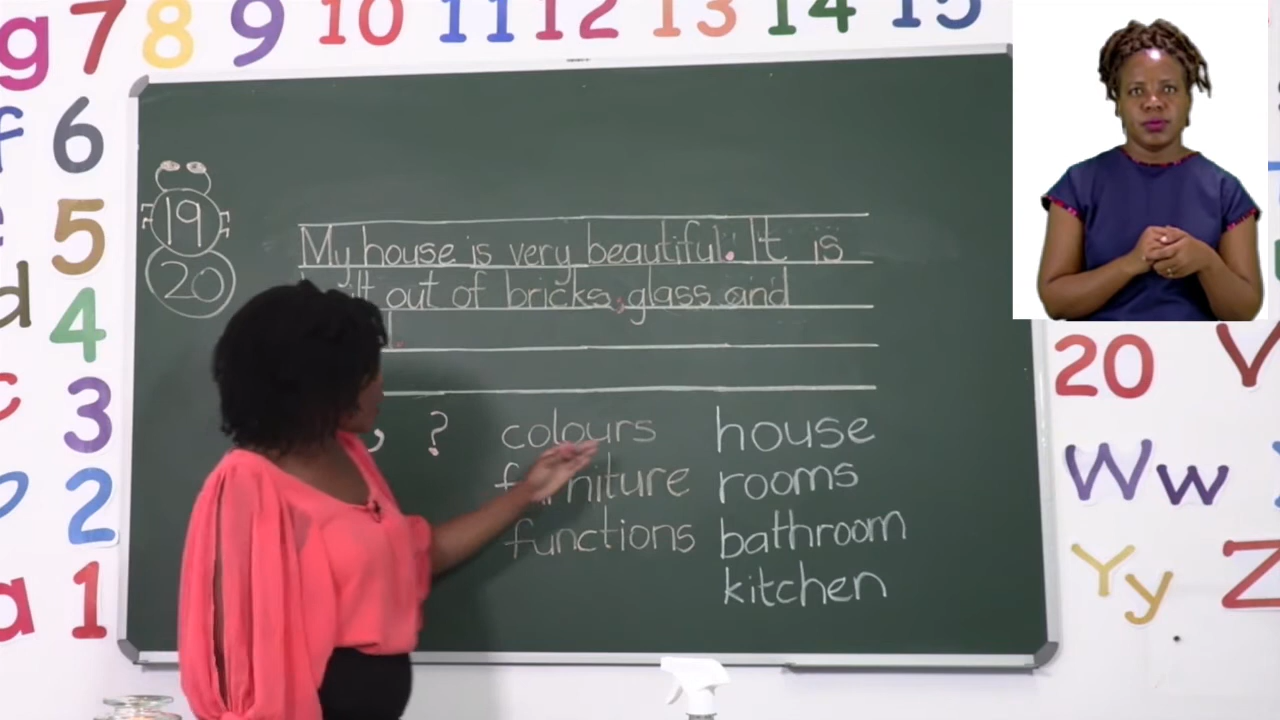 g 7 8 9 10 11 12 13 14 15
f 6
5
d 4
c 3
2
a 1
19
20
My house is very beautiful. It is
out of bricks, glass and
, ?
colours house
furniture rooms
functions bathroom
kitchen
20 V
Ww
Yy Z